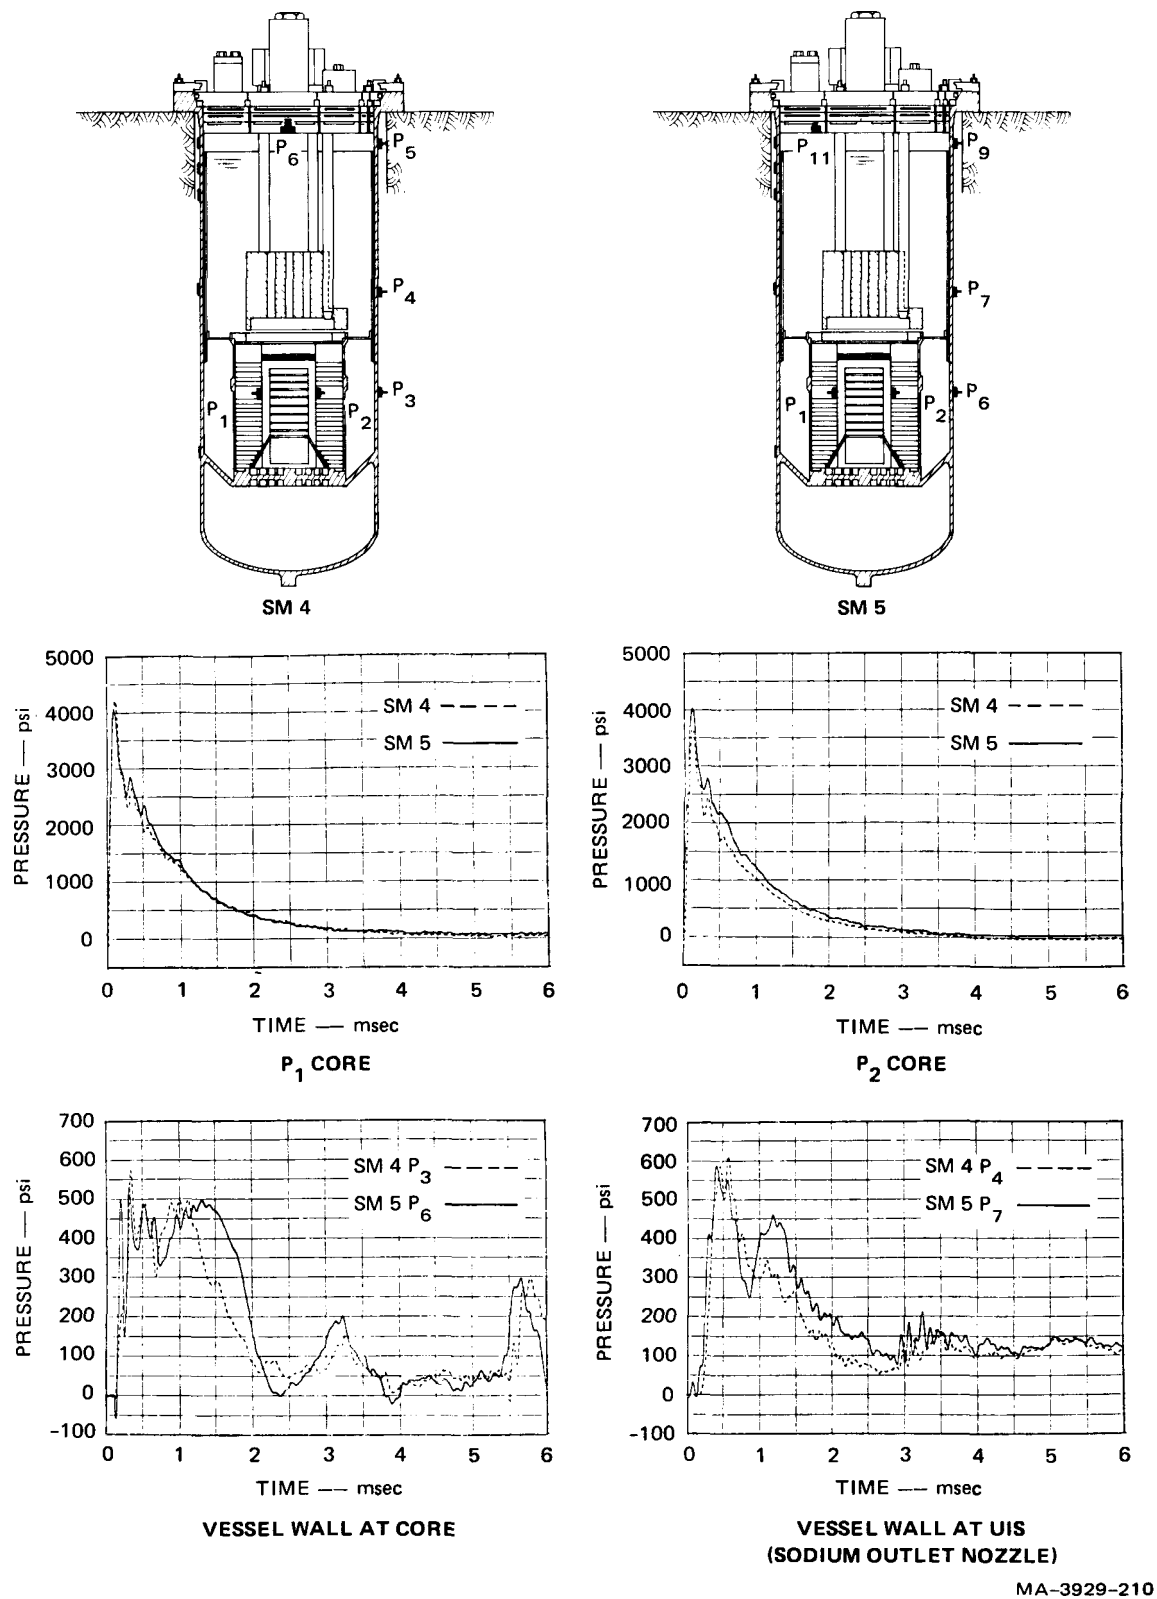 P6
P5
P4
P3
P1
P2
SM 4
P11
P9
P7
P6
P1
P2
SM 5
5000
4000
3000
2000
1000
0
PRESSURE — psi
SM 4
SM 5
0 1 2 3 4 5 6
TIME — msec
P1 CORE
5000
4000
3000
2000
1000
0
PRESSURE — psi
SM 4
SM 5
0 1 2 3 4 5 6
TIME — msec
P2 CORE
700
600
500
400
300
200
100
0
-100
PRESSURE — psi
SM 4 P3
SM 5 P6
0 1 2 3 4 5 6
TIME — msec
VESSEL WALL AT CORE
700
600
500
400
300
200
100
0
-100
PRESSURE — psi
SM 4 P4
SM 5 P7
0 1 2 3 4 5 6
TIME — msec
VESSEL WALL AT UIS
(SODIUM OUTLET NOZZLE)
MA-3929-210